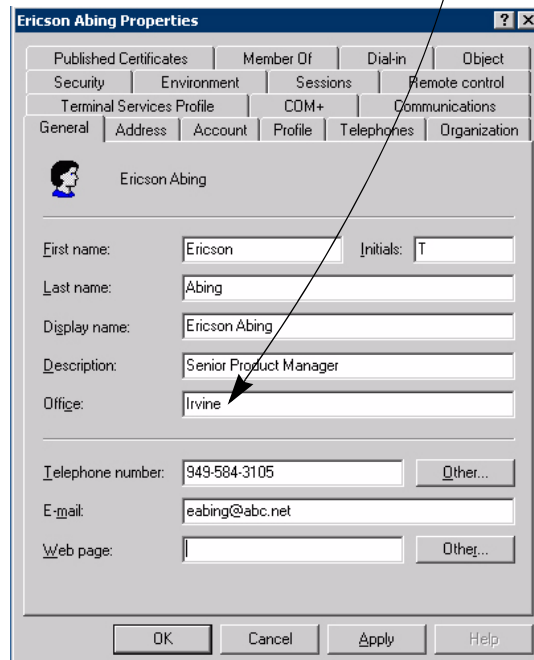 Ericson Abing Properties
Published Certificates Member Of Dial-in Object
Security Environment Sessions Remote control
Terminal Services Profile COM+ Communications
General Address Account Profile Telephones Organization
Ericson Abing
First name: Ericson Initials: T
Last name: Abing
Display name: Ericson Abing
Description: Senior Product Manager
Office: Irvine
Telephone number: 949-584-3105 Other...
E-mail: eabing@abc.net
Web page: Other...
OK Cancel Apply Help